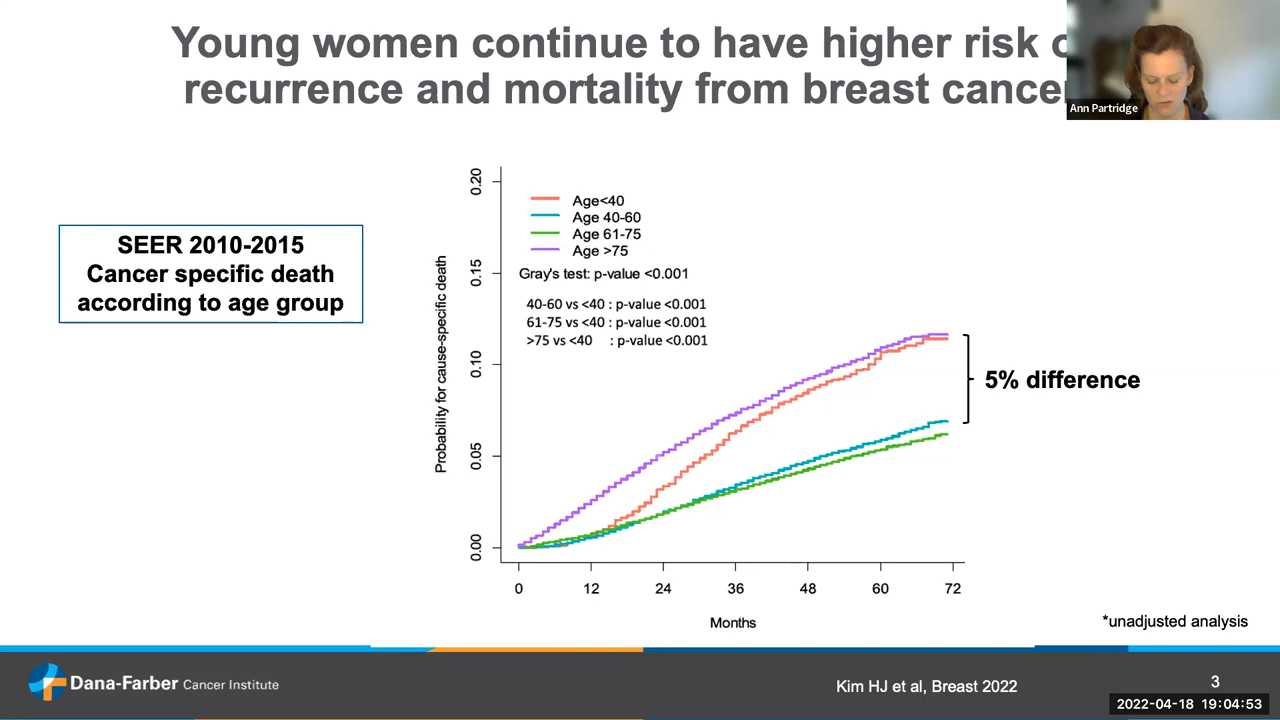 Young women continue to have higher risk
recurrence and mortality from breast cancer
Ann Partridge
SEER 2010-2015
Cancer specific death
according to age group
Probability for cause-specific death
0.20
0.15
0.10
0.05
0.00
Age<40
Age 40-60
Age 61-75
Age >75
Gray's test: p-value <0.001
40-60 vs <40 : p-value <0.001
61-75 vs <40 : p-value <0.001
>75 vs <40 : p-value <0.001
5% difference
0 12 24 36 48 60 72
Months
*unadjusted analysis
Dana-Farber Cancer Institute
Kim HJ et al, Breast 2022
3
2022-04-18 19:04:53